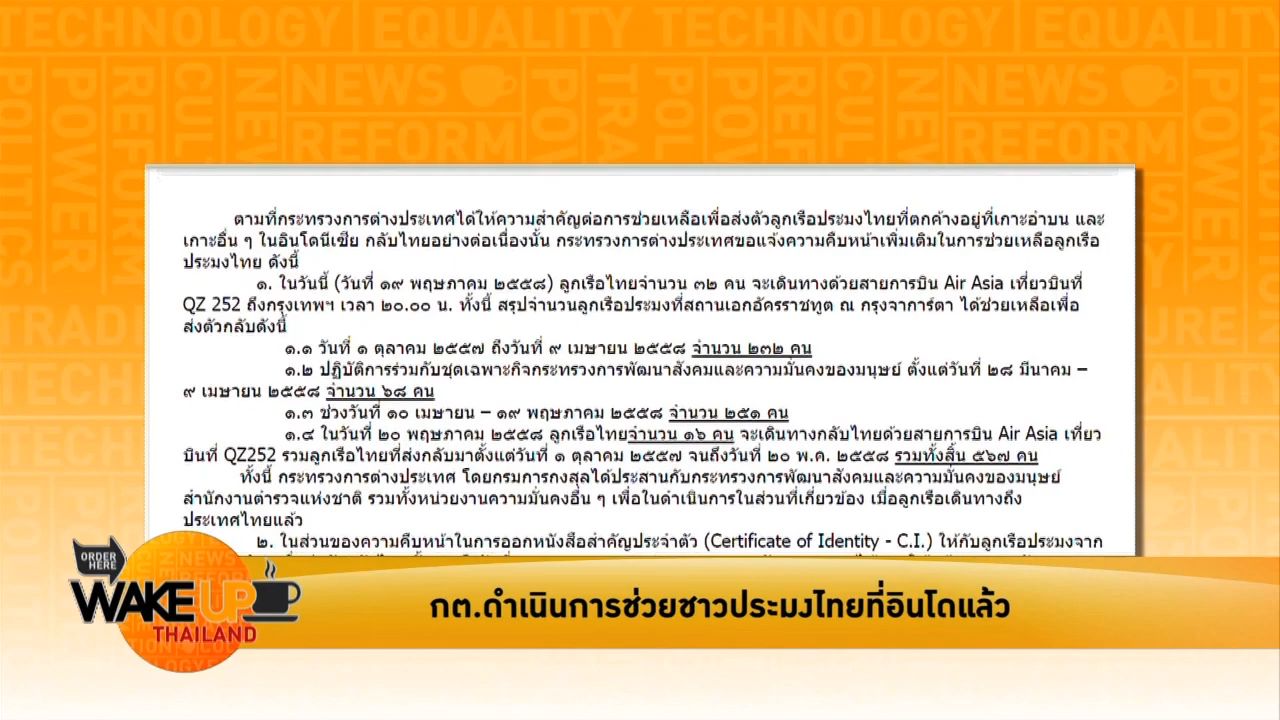 TECHNOLOGY EQUALITY TECHNOLOGY EQUALITY
POLITICS POWER REFORM CUL NEW NEWS POL TRA CUL NEW NEWS POWER TRAD
REFORM REFORM
ตามที่กระทรวงการต่างประเทศได้ให้ความสำคัญต่อการช่วยเหลือเพื่อส่งตัวลูกเรือประมงไทยที่ตกค้างอยู่ที่เกาะอำบน และ
เกาะอื่น ๆ ในอินโดนีเซีย กลับไทยอย่างต่อเนื่องนั้น กระทรวงการต่างประเทศขอแจ้งความคืบหน้าเพิ่มเติมในการช่วยเหลือลูกเรือ
ประมงไทย ดังนี้
๑. ในวันนี้ (วันที่ ๑๙ พฤษภาคม ๒๕๕๘) ลูกเรือไทยจำนวน ๓๒ คน จะเดินทางด้วยสายการบิน Air Asia เที่ยวบินที่
QZ 252 ถึงกรุงเทพฯ เวลา ๒๐.๐๐ น. ทั้งนี้ สรุปจำนวนลูกเรือประมงที่สถานเอกอัครราชทูต ณ กรุงจาการ์ตา ได้ช่วยเหลือเพื่อ
ส่งตัวกลับดังนี้
๑.๑ วันที่ ๑ ตุลาคม ๒๕๕๗ ถึงวันที่ ๙ เมษายน ๒๕๕๘ จำนวน ๒๓๒ คน
๑.๒ ปฏิบัติการร่วมกับชุดเฉพาะกิจกระทรวงการพัฒนาสังคมและความมั่นคงของมนุษย์ ตั้งแต่วันที่ ๒๘ มีนาคม –
๙ เมษายน ๒๕๕๘ จำนวน ๖๘ คน
๑.๓ ช่วงวันที่ ๑๐ เมษายน – ๑๙ พฤษภาคม ๒๕๕๘ จำนวน ๒๕๑ คน
๑.๔ ในวันที่ ๒๐ พฤษภาคม ๒๕๕๘ ลูกเรือไทยจำนวน ๑๖ คน จะเดินทางกลับไทยด้วยสายการบิน Air Asia เที่ยว
บินที่ QZ252 รวมลูกเรือไทยที่ส่งกลับมาตั้งแต่วันที่ ๑ ตุลาคม ๒๕๕๗ จนถึงวันที่ ๒๐ พ.ค. ๒๕๕๘ รวมทั้งสิ้น ๕๖๗ คน
ทั้งนี้ กระทรวงการต่างประเทศ โดยกรมการกงสุลได้ประสานกับกระทรวงการพัฒนาสังคมและความมั่นคงของมนุษย์
สำนักงานตำรวจแห่งชาติ รวมทั้งหน่วยงานความมั่นคงอื่น ๆ เพื่อในดำเนินการในส่วนที่เกี่ยวข้อง เมื่อลูกเรือเดินทางถึง
ประเทศไทยแล้ว
๒. ในส่วนของความคืบหน้าในการออกหนังสือสำคัญประจำตัว (Certificate of Identity - C.I.) ให้กับลูกเรือประมงจาก
ORDER
HERE
WAKE UP
THAILAND
กต.ดำเนินการช่วยชาวประมงไทยที่อินโดแล้ว